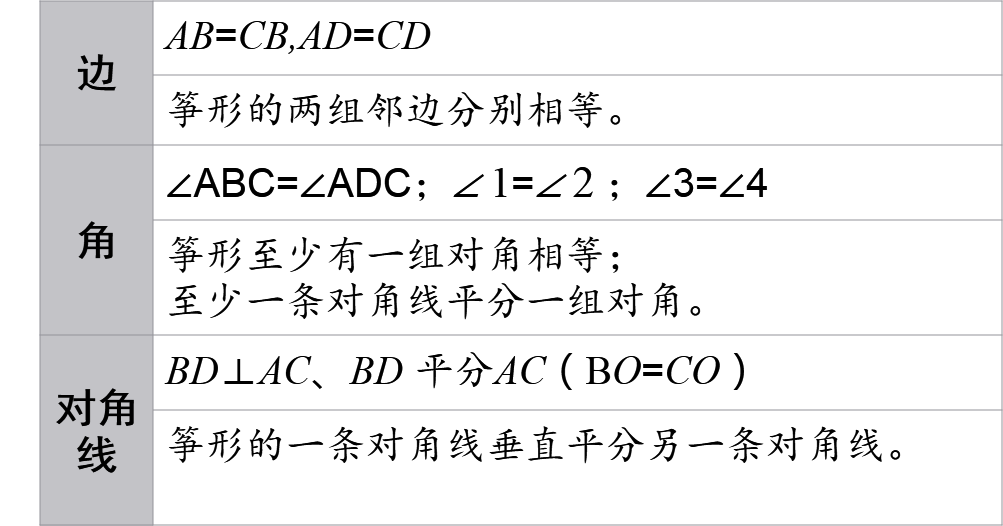 边
AB=CB,AD=CD
筝形的两组邻边分别相等。
角
∠ABC=∠ADC；∠1=∠2；∠3=∠4
筝形至少有一组对角相等；
至少一条对角线平分一组对角。
对角
线
BD⊥AC、BD 平分AC（BO=CO）
筝形的一条对角线垂直平分另一条对角线。